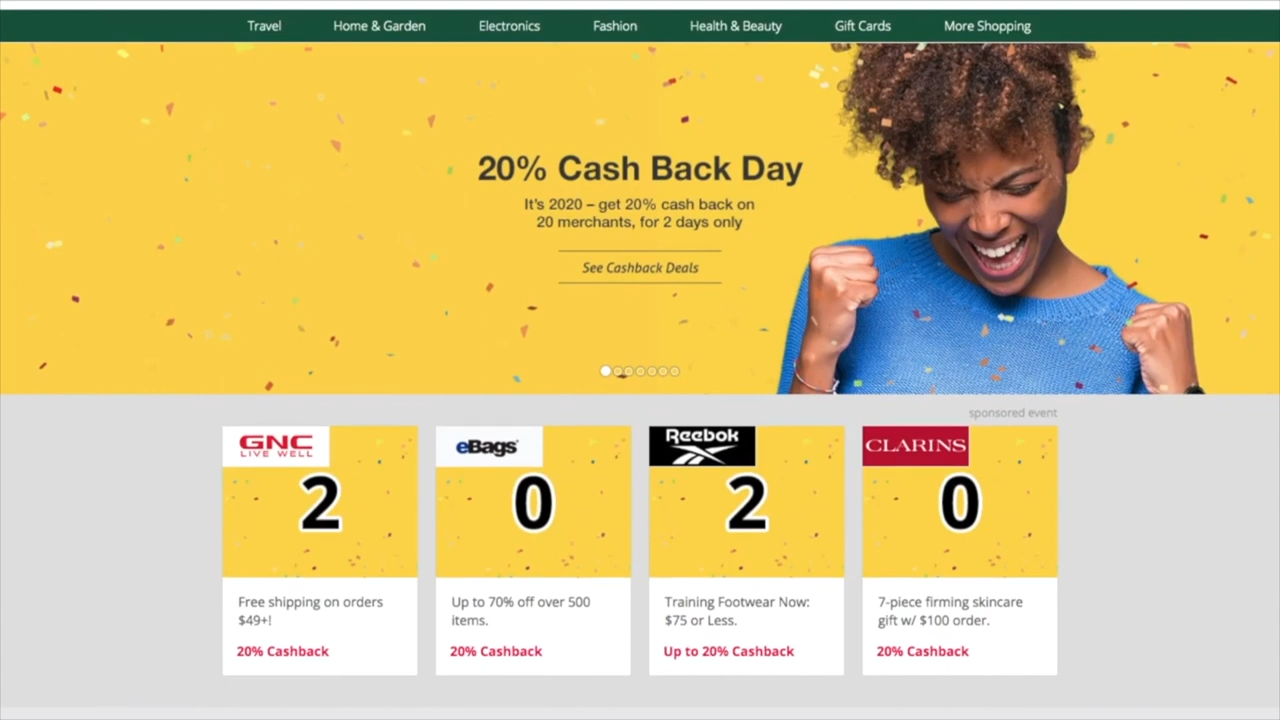 Travel
Home & Garden
Electronics
Fashion
Health & Beauty
Gift Cards
More Shopping
20% Cash Back Day
It's 2020 – get 20% cash back on
20 merchants, for 2 days only
See Cashback Deals
sponsored event
GNC
LIVE WELL
2
Free shipping on orders
$49+!
20% Cashback
eBags
0
Up to 70% off over 500
items.
20% Cashback
Reebok
2
Training Footwear Now:
$75 or Less.
Up to 20% Cashback
CLARINS
0
7-piece firming skincare
gift w/ $100 order.
20% Cashback